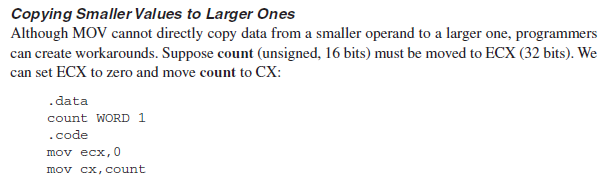 Copying Smaller Values to Larger Ones
Although MOV cannot directly copy data from a smaller operand to a larger one, programmers
can create workarounds. Suppose count (unsigned, 16 bits) must be moved to ECX (32 bits). We
can set ECX to zero and move count to CX:
.data
count WORD 1
.code
mov ecx,0
mov cx,count